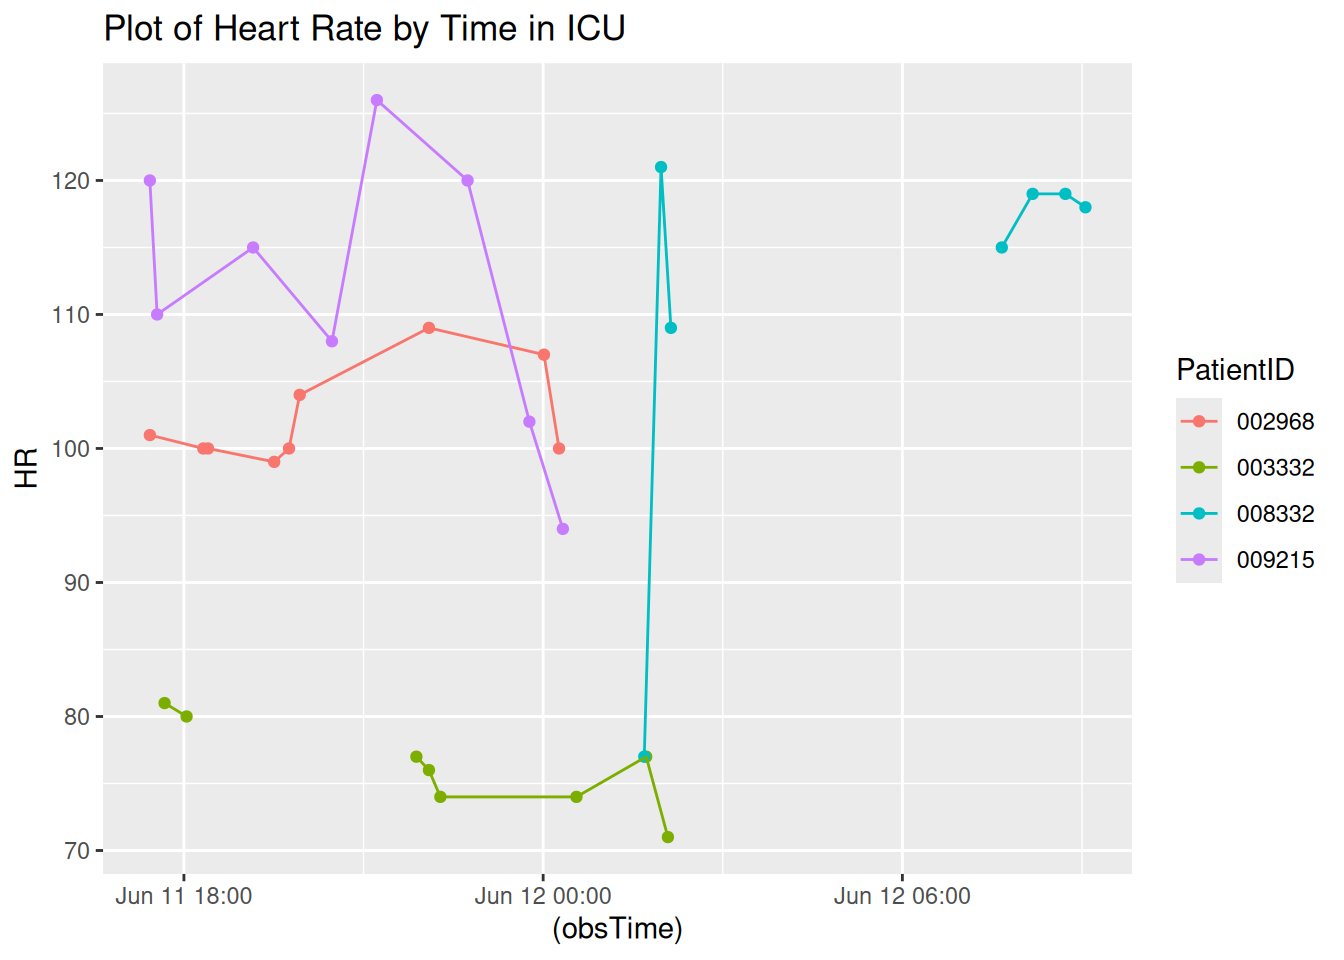 Plot of Heart Rate by Time in ICU
HR
120
110
100
90
80
70
Jun 11 18:00
Jun 12 00:00
Jun 12 06:00
(obsTime)
PatientID
002968
003332
008332
009215